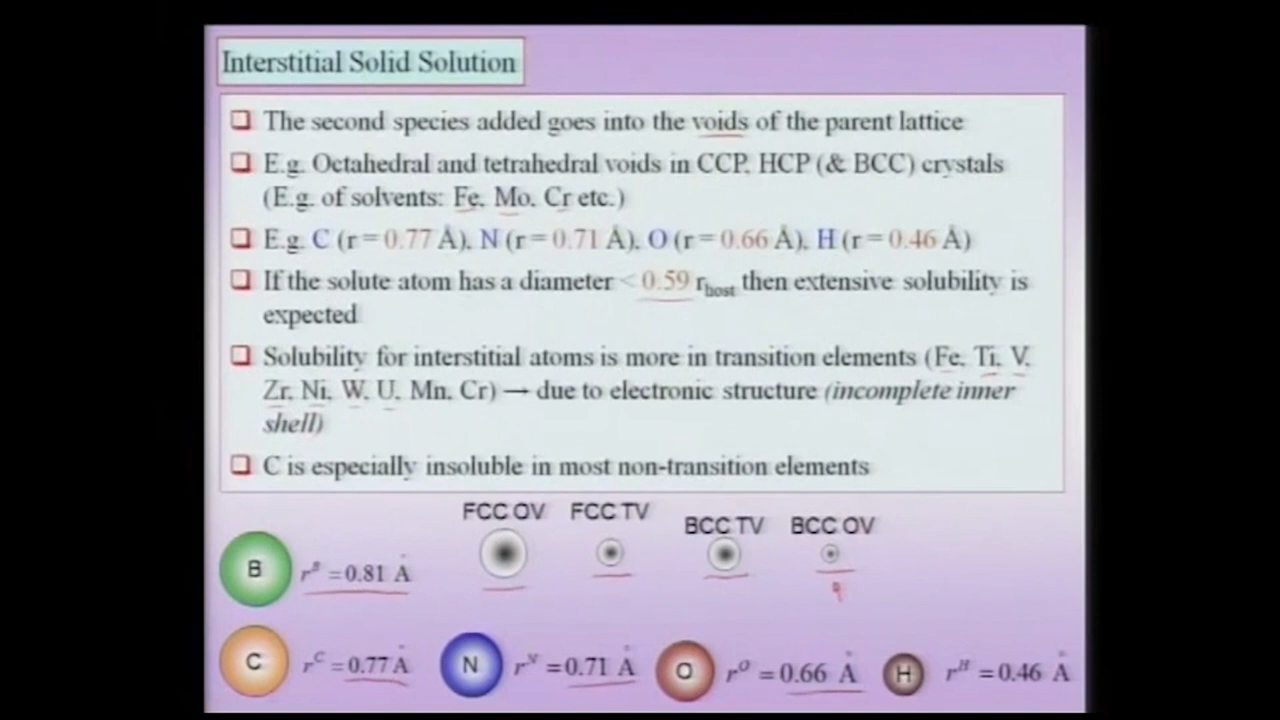 Interstitial Solid Solution
The second species added goes into the voids of the parent lattice
E.g. Octahedral and tetrahedral voids in CCP, HCP (& BCC) crystals
(E.g. of solvents: Fe, Mo, Cr etc.)
E.g. C (r = 0.77 Å), N (r = 0.71 Å), O (r = 0.66 Å), H (r = 0.46 Å)
If the solute atom has a diameter < 0.59 rhost then extensive solubility is
expected
Solubility for interstitial atoms is more in transition elements (Fe, Ti, V,
Zr, Ni, W, U, Mn, Cr) → due to electronic structure (incomplete inner
shell)
C is especially insoluble in most non-transition elements
FCC OV FCC TV BCC TV BCC OV
B r^B = 0.81 Å
C r^C = 0.77 Å N r^N = 0.71 Å O r^O = 0.66 Å H r^H = 0.46 Å